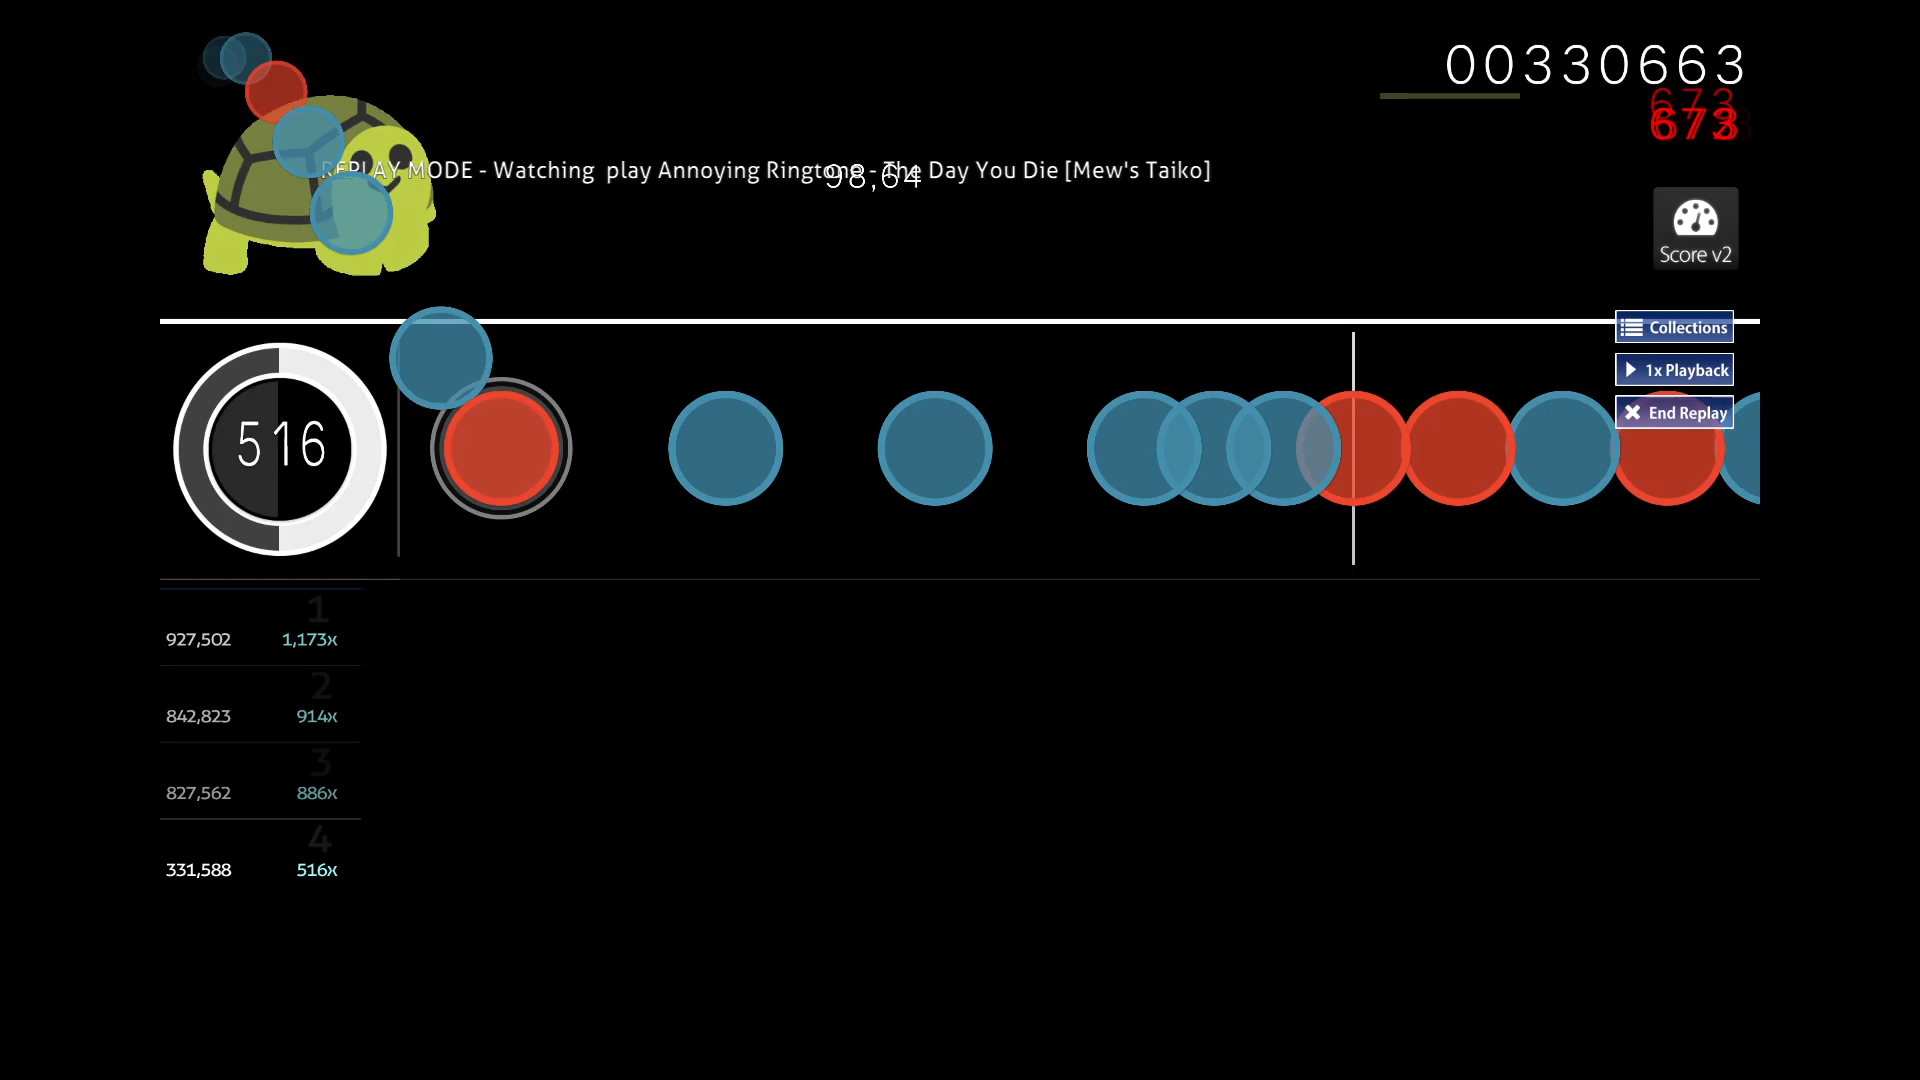 00330663
673
673
REPLAY MODE - Watching play Annoying Ringtone - The Day You Die [Mew's Taiko]
98,64
Score v2
Collections
1x Playback
End Replay
516
1
927,502 1,173x
2
842,823 914x
3
827,562 886x
4
331,588 516x